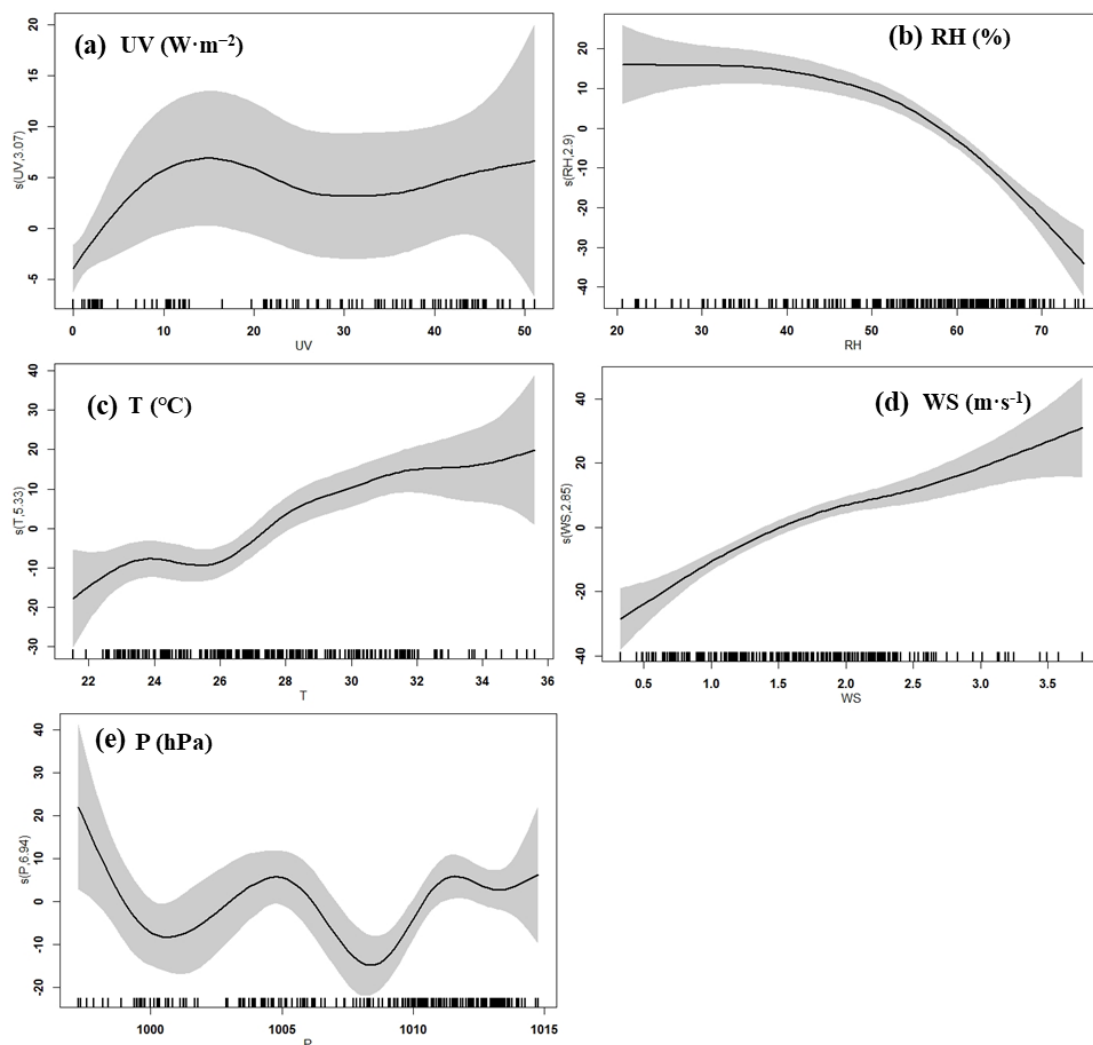 (a) UV (W·m⁻²)
20
15
10
5
0
-5
s(UV,3.07)
0 10 20 30 40 50
UV
(b) RH (%)
20
10
0
-10
-20
-30
-40
s(RH,2.9)
20 30 40 50 60 70
RH
(c) T (°C)
40
30
20
10
0
-10
-20
-30
s(T,5.33)
22 24 26 28 30 32 34 36
T
(d) WS (m·s⁻¹)
40
20
0
-20
-40
s(WS,2.85)
0.5 1.0 1.5 2.0 2.5 3.0 3.5
WS
(e) P (hPa)
40
30
20
10
0
-10
-20
s(P,6.94)
1000 1005 1010 1015